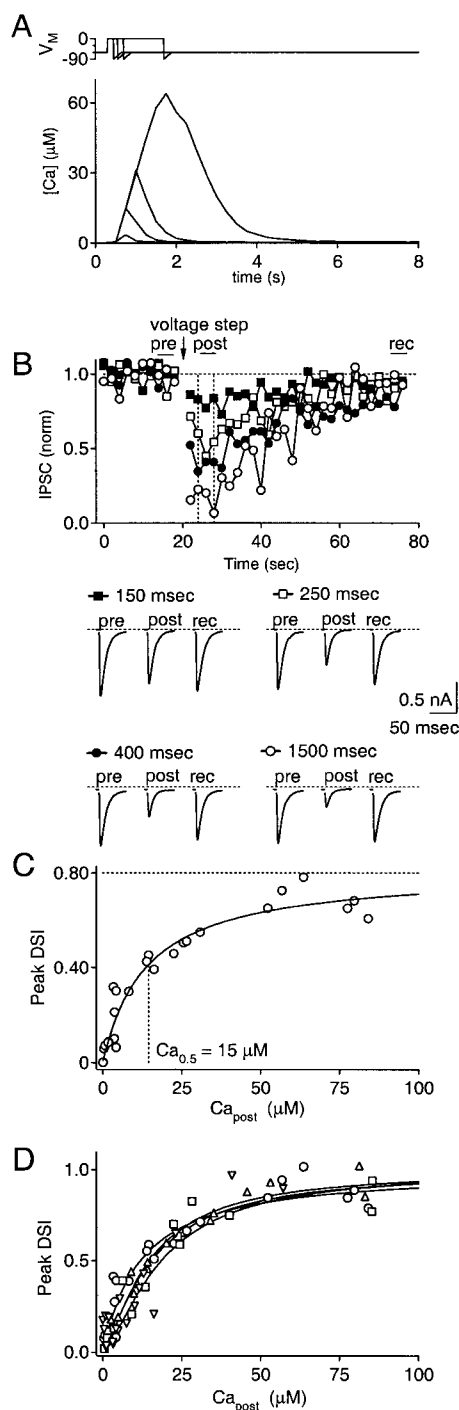 A
V_M
0
-90
[Ca] (μM)
60
30
0
0 2 4 6 8
time (s)
voltage step
B
pre post rec
IPSC (norm)
1.0
0.5
0.0
0 20 40 60 80
Time (sec)
150 msec 250 msec
pre post rec pre post rec
0.5 nA
50 msec
400 msec 1500 msec
pre post rec pre post rec
C
Peak DSI
0.80
0.40
0
Ca0.5 = 15 μM
0 25 50 75 100
Capost (μM)
D
Peak DSI
1.0
0.5
0.0
0 25 50 75 100
Capost (μM)